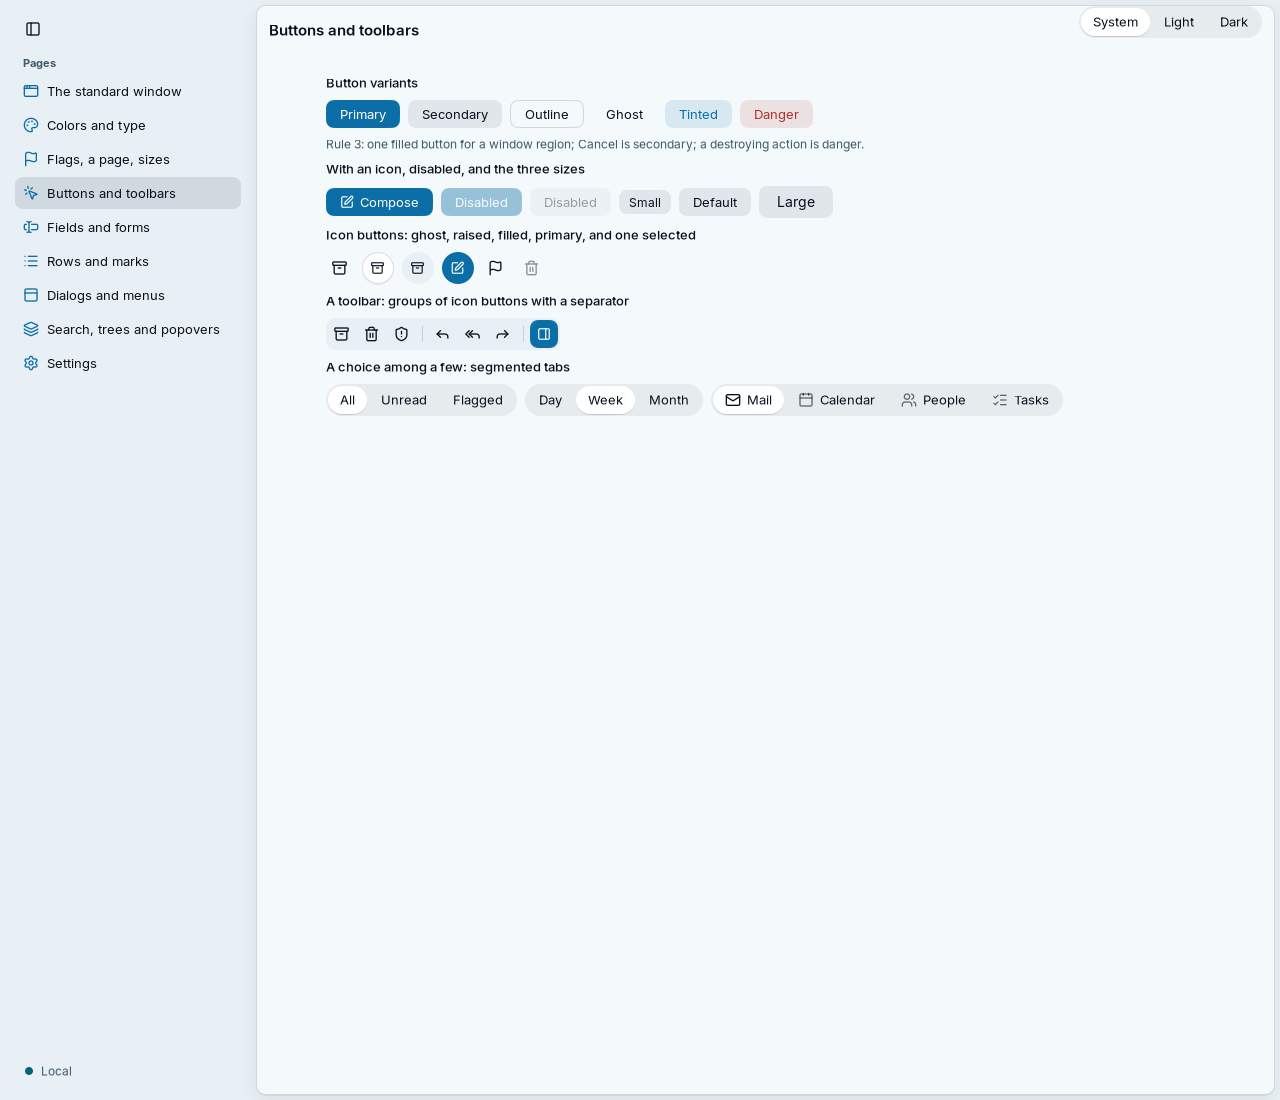 Pages
The standard window
Colors and type
Flags, a page, sizes
Buttons and toolbars
Fields and forms
Rows and marks
Dialogs and menus
Search, trees and popovers
Settings
Local
Buttons and toolbars
System Light Dark
Button variants
Primary Secondary Outline Ghost Tinted Danger
Rule 3: one filled button for a window region; Cancel is secondary; a destroying action is danger.
With an icon, disabled, and the three sizes
Compose Disabled Disabled Small Default Large
Icon buttons: ghost, raised, filled, primary, and one selected
A toolbar: groups of icon buttons with a separator
A choice among a few: segmented tabs
All Unread Flagged Day Week Month Mail Calendar People Tasks